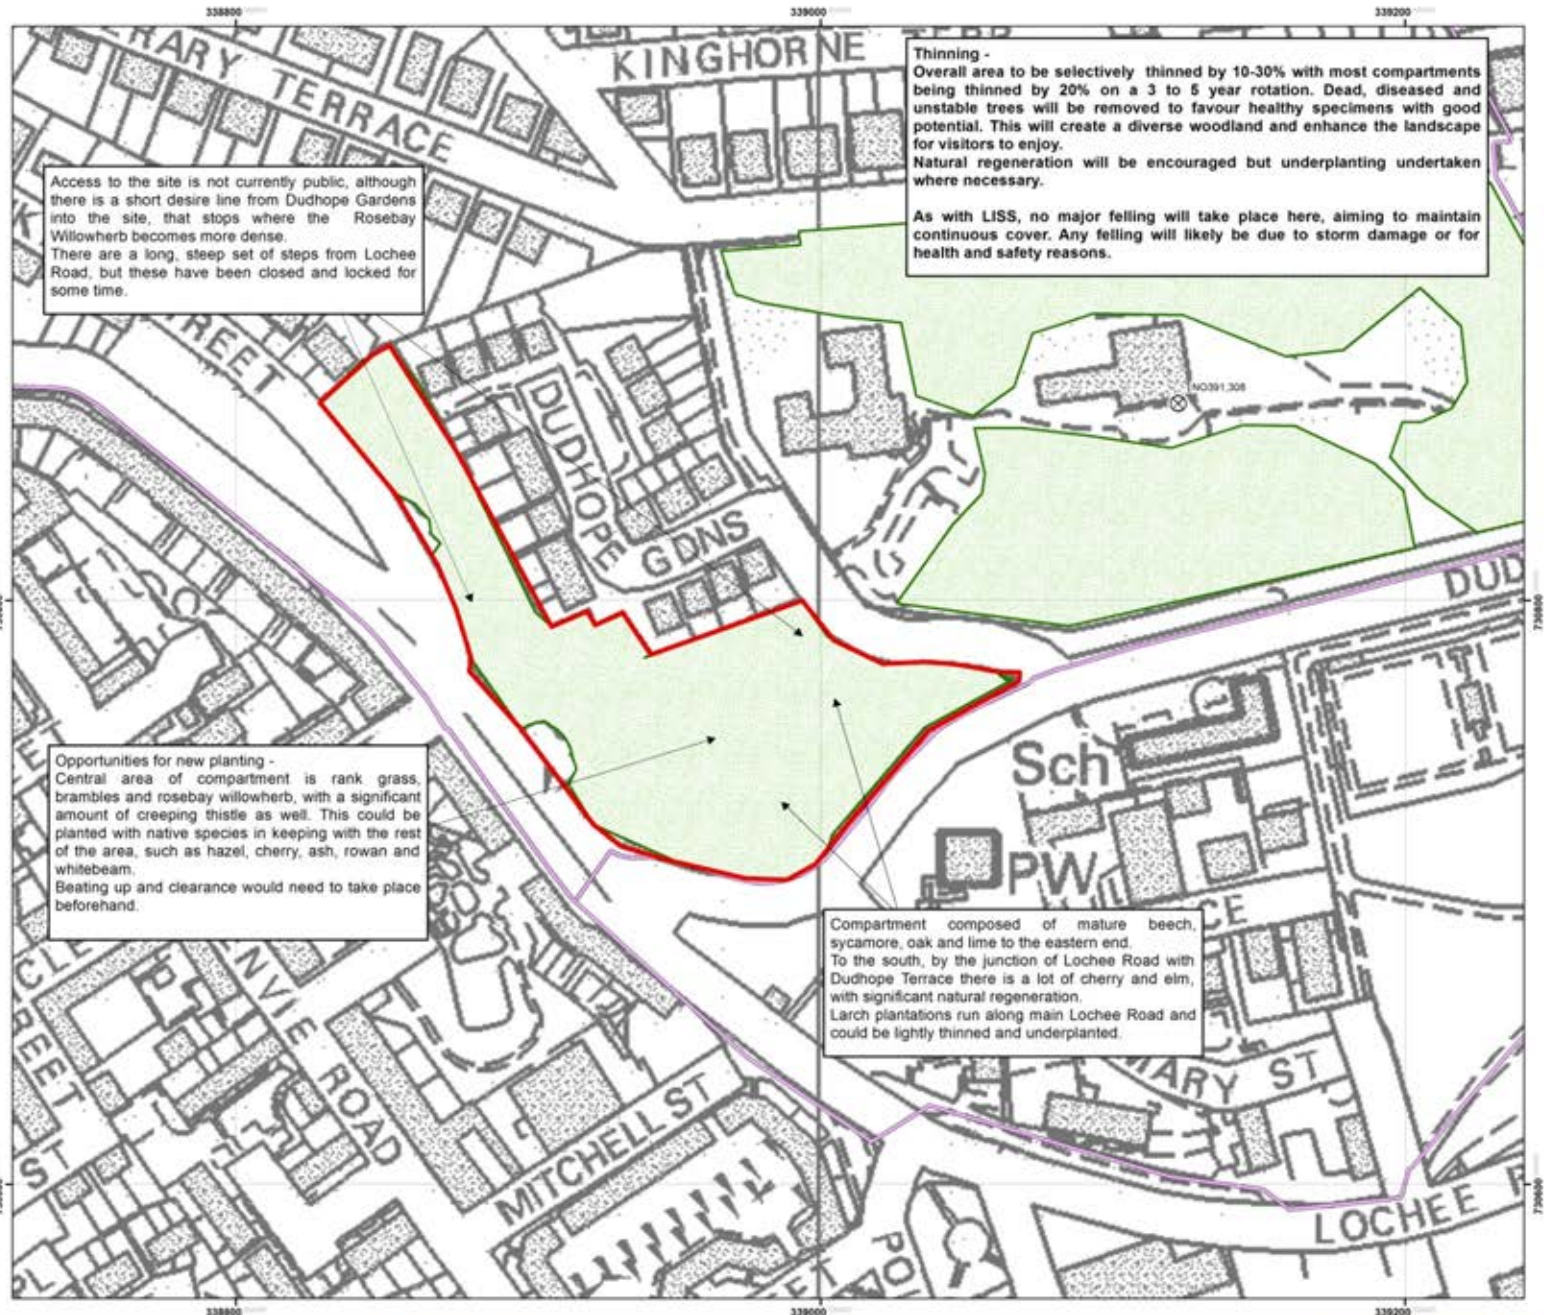 338800
339000
339200
ERARY TERRACE
KINGHORNE TERR
Thinning -
Overall area to be selectively thinned by 10-30% with most compartments
being thinned by 20% on a 3 to 5 year rotation. Dead, diseased and
unstable trees will be removed to favour healthy specimens with good
potential. This will create a diverse woodland and enhance the landscape
for visitors to enjoy.
Natural regeneration will be encouraged but underplanting undertaken
where necessary.
As with LISS, no major felling will take place here, aiming to maintain
continuous cover. Any felling will likely be due to storm damage or for
health and safety reasons.
Access to the site is not currently public, although
there is a short desire line from Dudhope Gardens
into the site, that stops where the Rosebay
Willowherb becomes more dense.
There are a long, steep set of steps from Lochee
Road, but these have been closed and locked for
some time.
TREET
NO391,308
DUDHOPE
GDNS
DUD
730800
Sch
PW
Opportunities for new planting -
Central area of compartment is rank grass,
brambles and rosebay willowherb, with a significant
amount of creeping thistle as well. This could be
planted with native species in keeping with the rest
of the area, such as hazel, cherry, ash, rowan and
whitebeam.
Beating up and clearance would need to take place
beforehand.
Compartment composed of mature beech,
sycamore, oak and lime to the eastern end.
To the south, by the junction of Lochee Road with
Dudhope Terrace there is a lot of cherry and elm,
with significant natural regeneration.
Larch plantations run along main Lochee Road and
could be lightly thinned and underplanted.
CE
CLE
REET
NVIE ROAD
ST
MITCHELL ST
MARY ST
LOCHEE
POL
ET
730600
338800
339000
339200